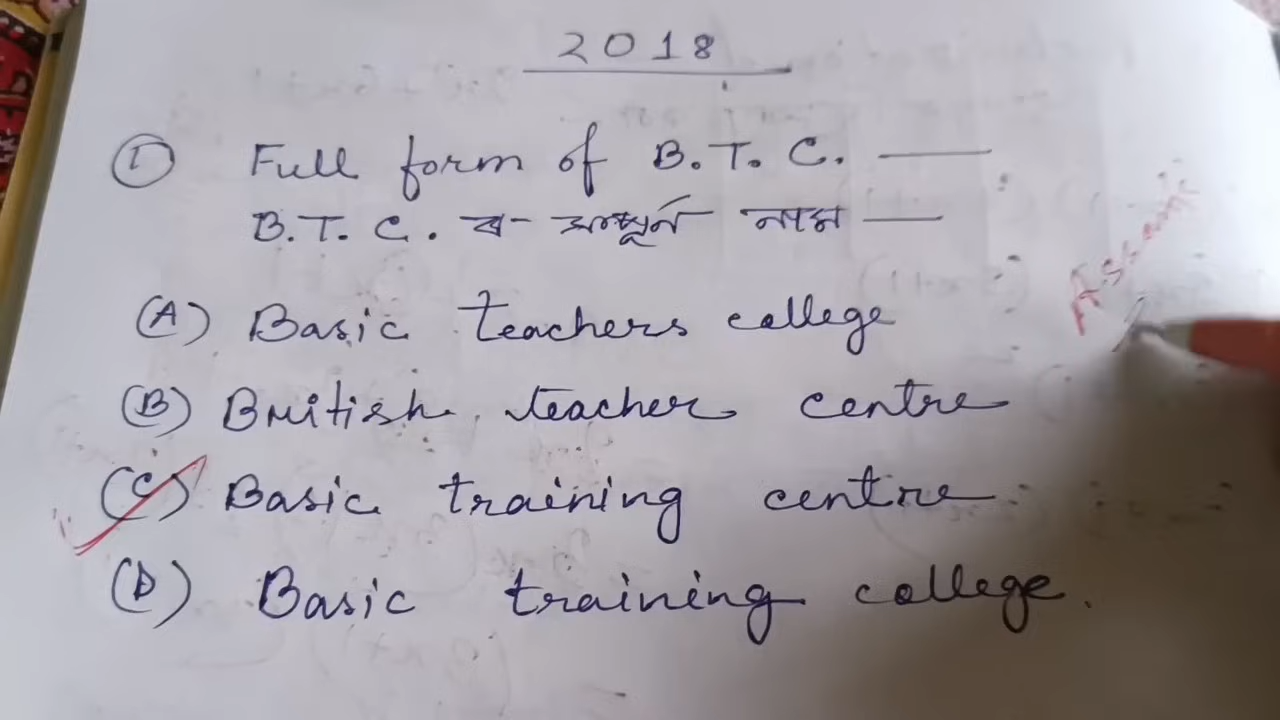 2018
① Full form of B.T.C. —
B.T.C. ৰ সম্পূৰ্ন নাম —
(A) Basic teachers college
(B) British teacher centre
(C) Basic training centre
(D) Basic training college.